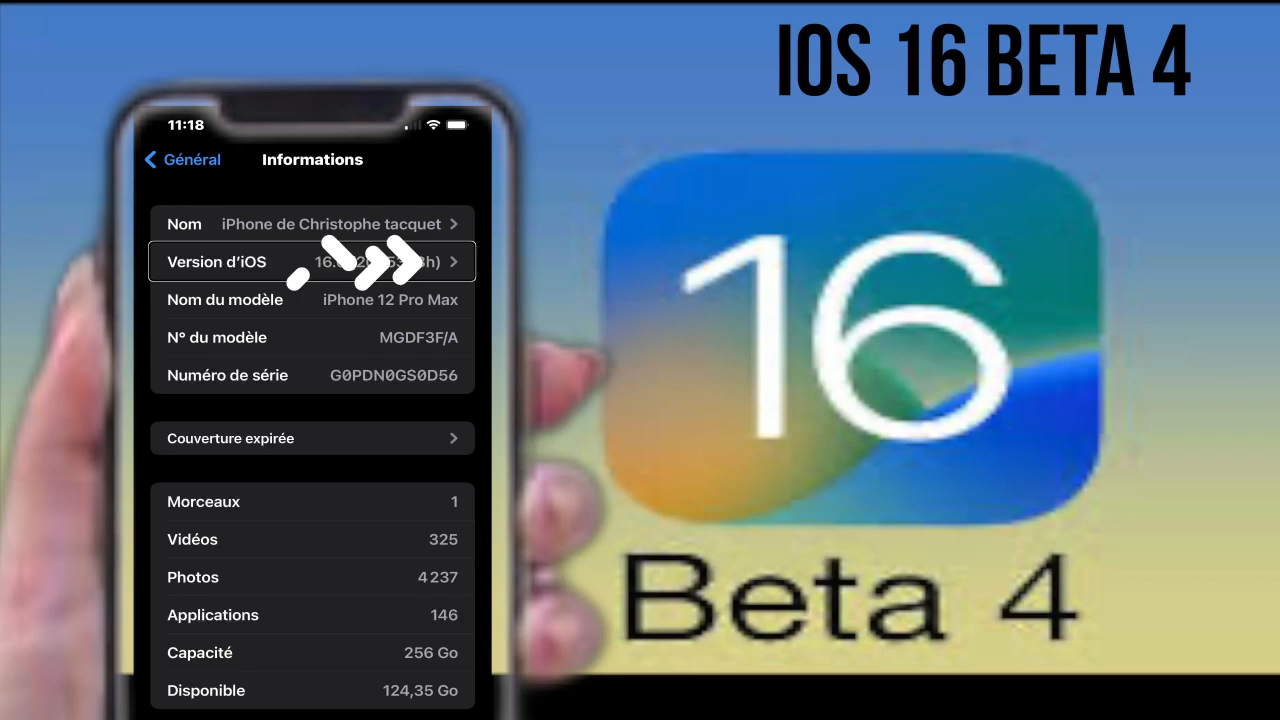 IOS 16 BETA 4
11:18
Général
Informations
Nom iPhone de Christophe tacquet
Version d'iOS
Nom du modèle iPhone 12 Pro Max
N° du modèle MGDF3F/A
Numéro de série G0PDN0GS0D56
Couverture expirée
Morceaux 1
Vidéos 325
Photos 4 237
Applications 146
Capacité 256 Go
Disponible 124,35 Go
16
Beta 4